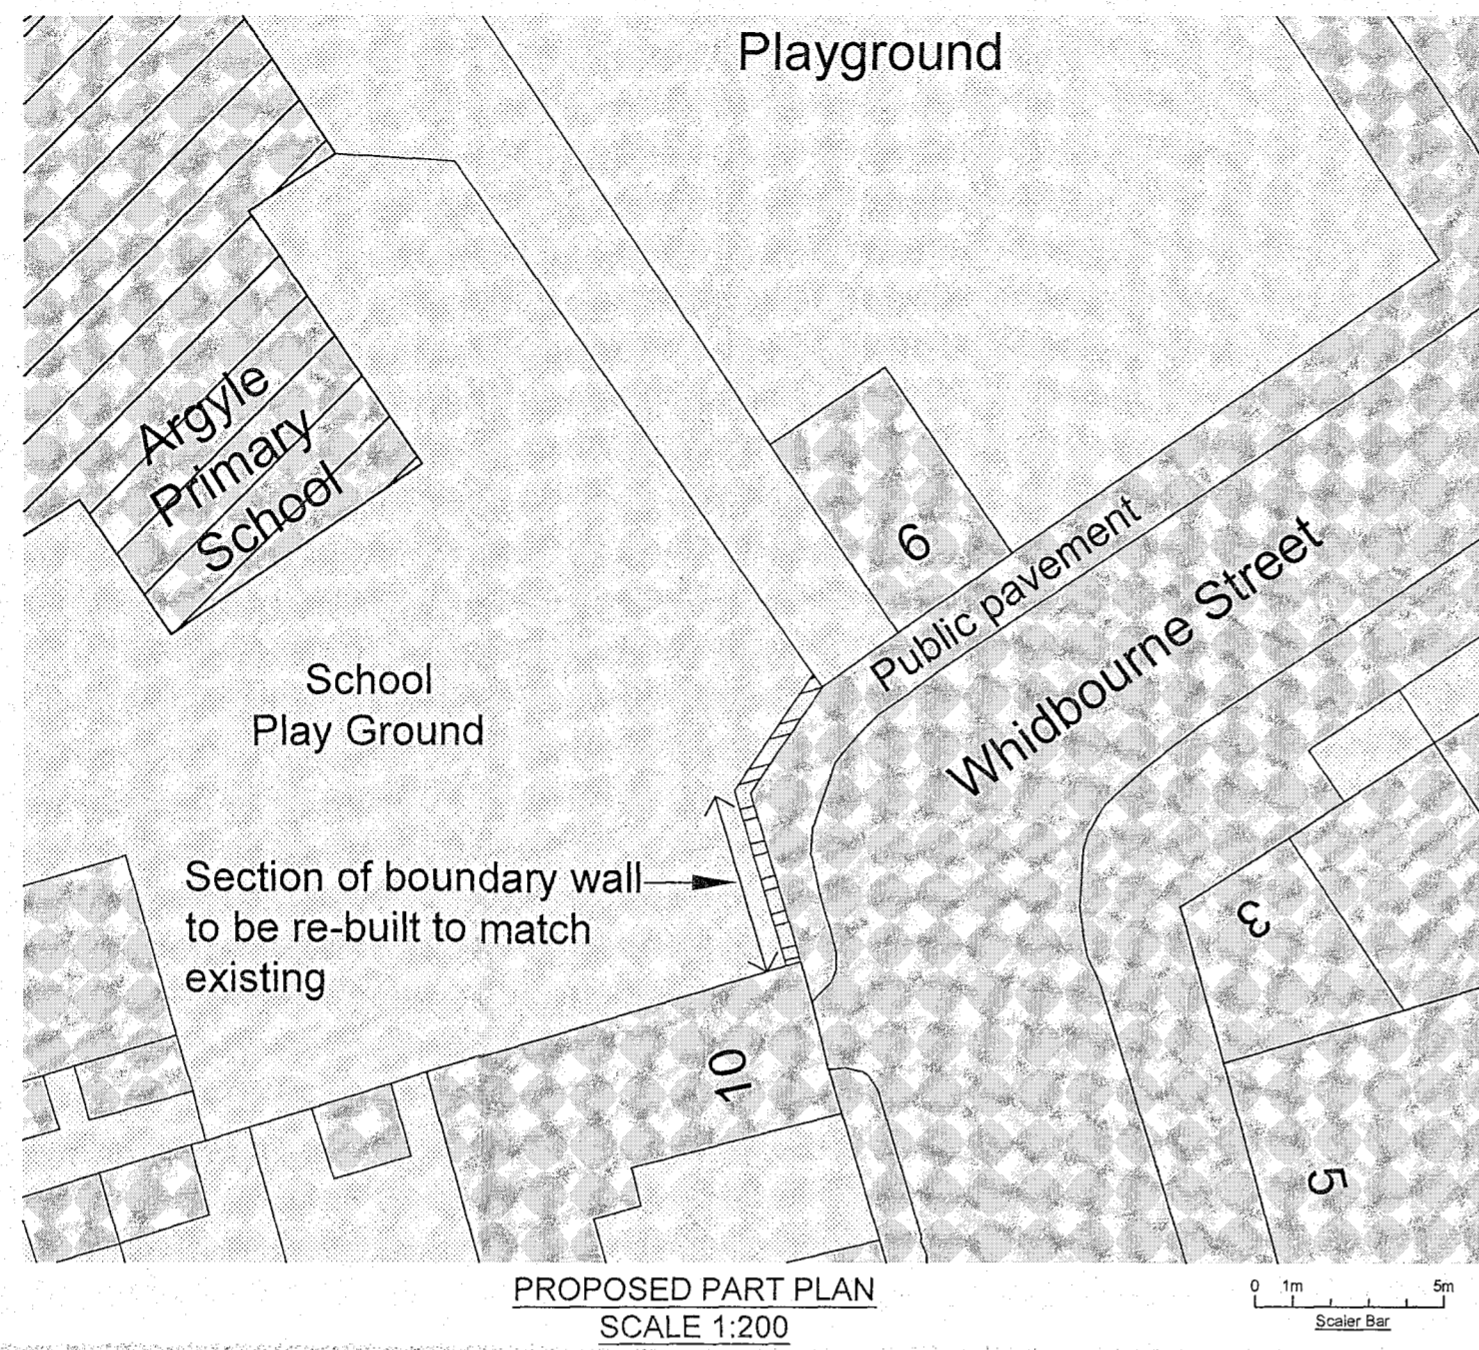 Playground
Argyle
Primary
School
6
Public pavement
Whidbourne Street
School
Play Ground
Section of boundary wall
to be re-built to match
existing
3
10
5
PROPOSED PART PLAN
SCALE 1:200
0 1m 5m
Scaler Bar